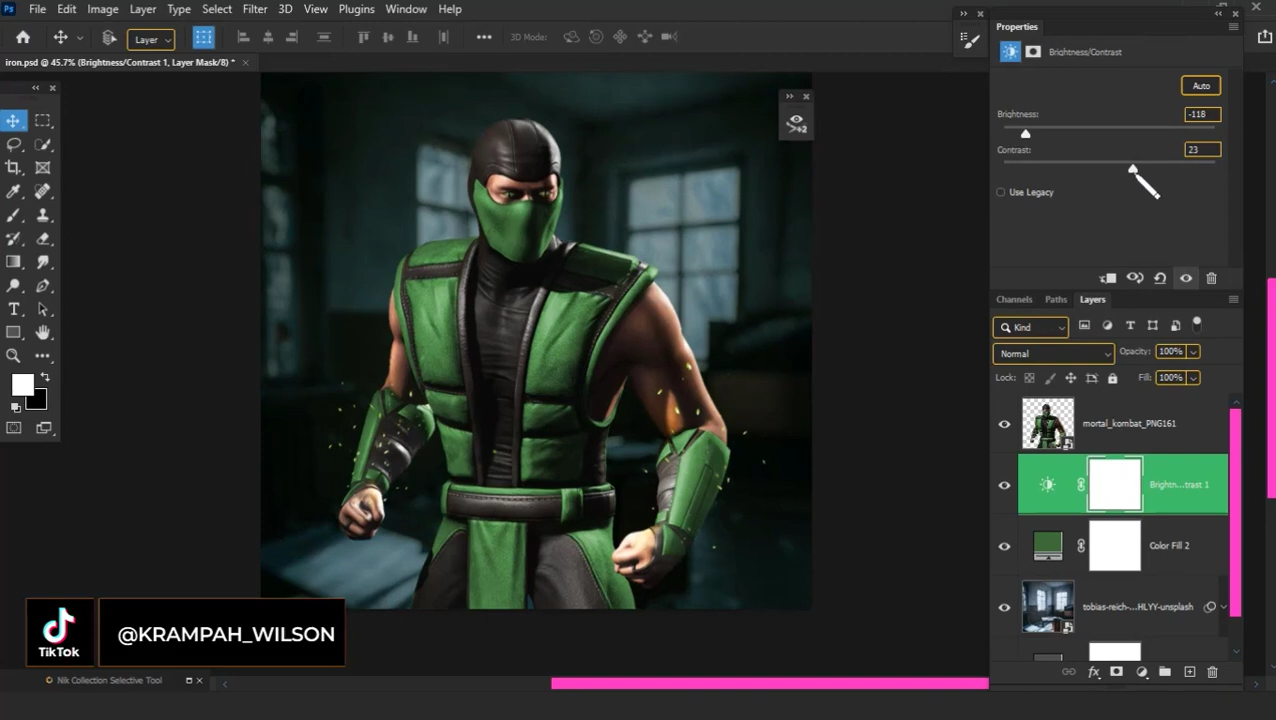 Ps File Edit Image Layer Type Select Filter 3D View Plugins Window Help
Layer 3D Mode:
iron.psd @ 45.7% (Brightness/Contrast 1, Layer Mask/8) *
+2
Properties
Brightness/Contrast
Auto
Brightness: -118
Contrast: 23
Use Legacy
Channels Paths Layers
Kind
Normal Opacity: 100%
Lock: Fill: 100%
mortal_kombat_PNG161
Brightn...trast 1
Color Fill 2
tobias-reich-...HLYY-unsplash
TikTok
@KRAMPAH_WILSON
Nik Collection Selective Tool
fx